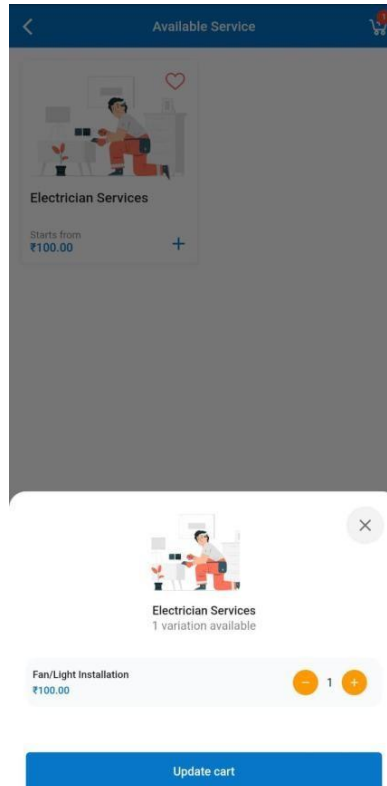 Available Service
1
Electrician Services
Starts from
₹100.00
+
Electrician Services
1 variation available
Fan/Light Installation
₹100.00
− 1 +
Update cart